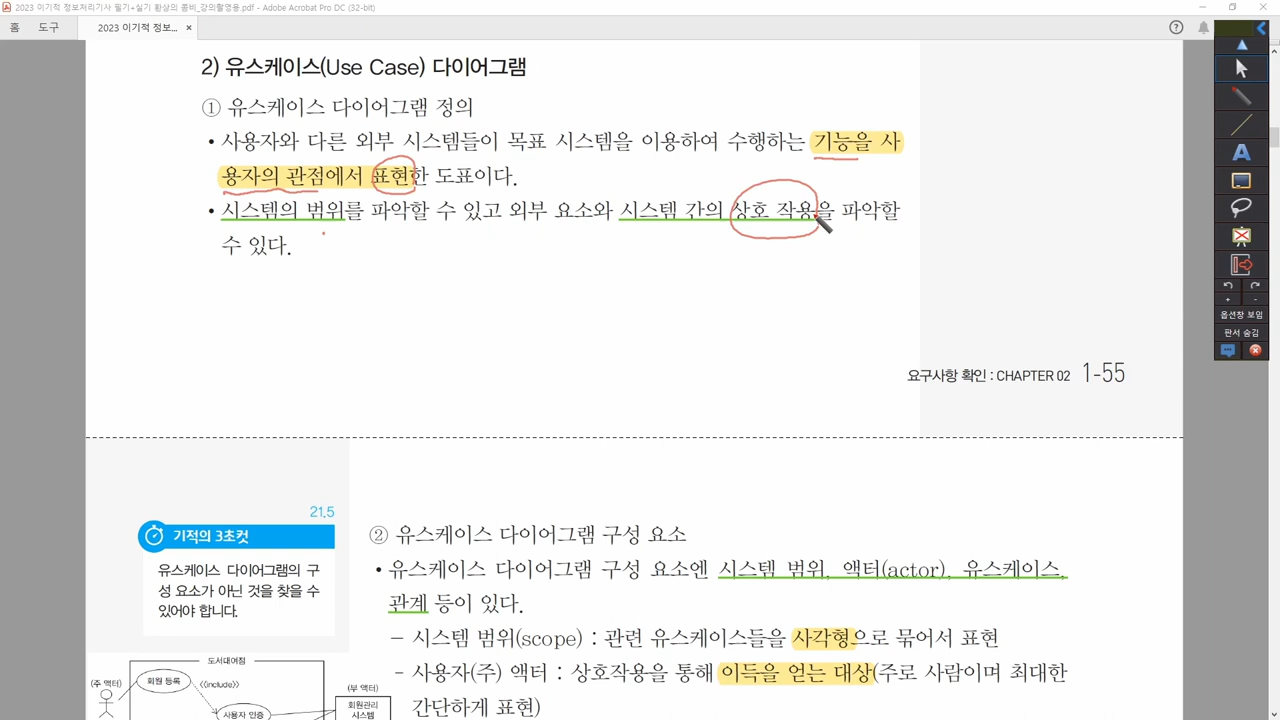 2023 이기적 정보처리기사 필기+실기 환상의 콤비_강의촬영용.pdf - Adobe Acrobat Pro DC (32-bit)
홈 도구 2023 이기적 정보... ×
2) 유스케이스(Use Case) 다이어그램
① 유스케이스 다이어그램 정의
• 사용자와 다른 외부 시스템들이 목표 시스템을 이용하여 수행하는 기능을 사
용자의 관점에서 표현한 도표이다.
• 시스템의 범위를 파악할 수 있고 외부 요소와 시스템 간의 상호 작용을 파악할
수 있다.
옵션창 보임
판서 숨김
요구사항 확인 : CHAPTER 02 1-55
21.5
기적의 3초컷
유스케이스 다이어그램의 구
성 요소가 아닌 것을 찾을 수
있어야 합니다.
② 유스케이스 다이어그램 구성 요소
• 유스케이스 다이어그램 구성 요소엔 시스템 범위, 액터(actor), 유스케이스,
관계 등이 있다.
– 시스템 범위(scope) : 관련 유스케이스들을 사각형으로 묶어서 표현
- 사용자(주) 액터 : 상호작용을 통해 이득을 얻는 대상(주로 사람이며 최대한
간단하게 표현)
도서대여점
(주 액터)
회원 등록
<<include>>
(부 액터)
사용자 인증
회원관리
시스템